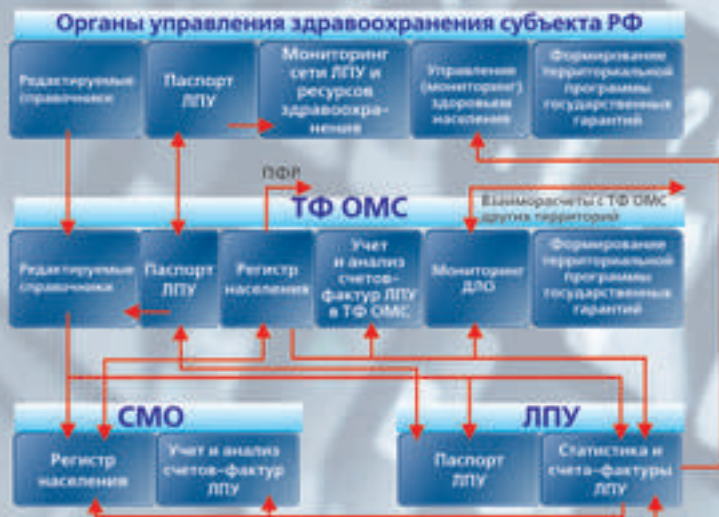 Органы управления здравоохранения субъекта РФ
Редактируемые
справочники
Паспорт
ЛПУ
Мониторинг
сети ЛПУ и
ресурсов
здравоохра-
нения
Управление
(мониторинг)
здоровьем
населения
Формирование
территориальной
программы
государственных
гарантий
ПФР
Взаиморасчеты с ТФ ОМС
других территорий
ТФ ОМС
Редактируемые
справочники
Паспорт
ЛПУ
Регистр
населения
Учет
и анализ
счетов-
фактур ЛПУ
в ТФ ОМС
Мониторинг
ДЛО
Формирование
территориальной
программы
государственных
гарантий
СМО
Регистр
населения
Учет и анализ
счетов-фактур
ЛПУ
ЛПУ
Паспорт
ЛПУ
Статистика и
счета-фактуры
ЛПУ